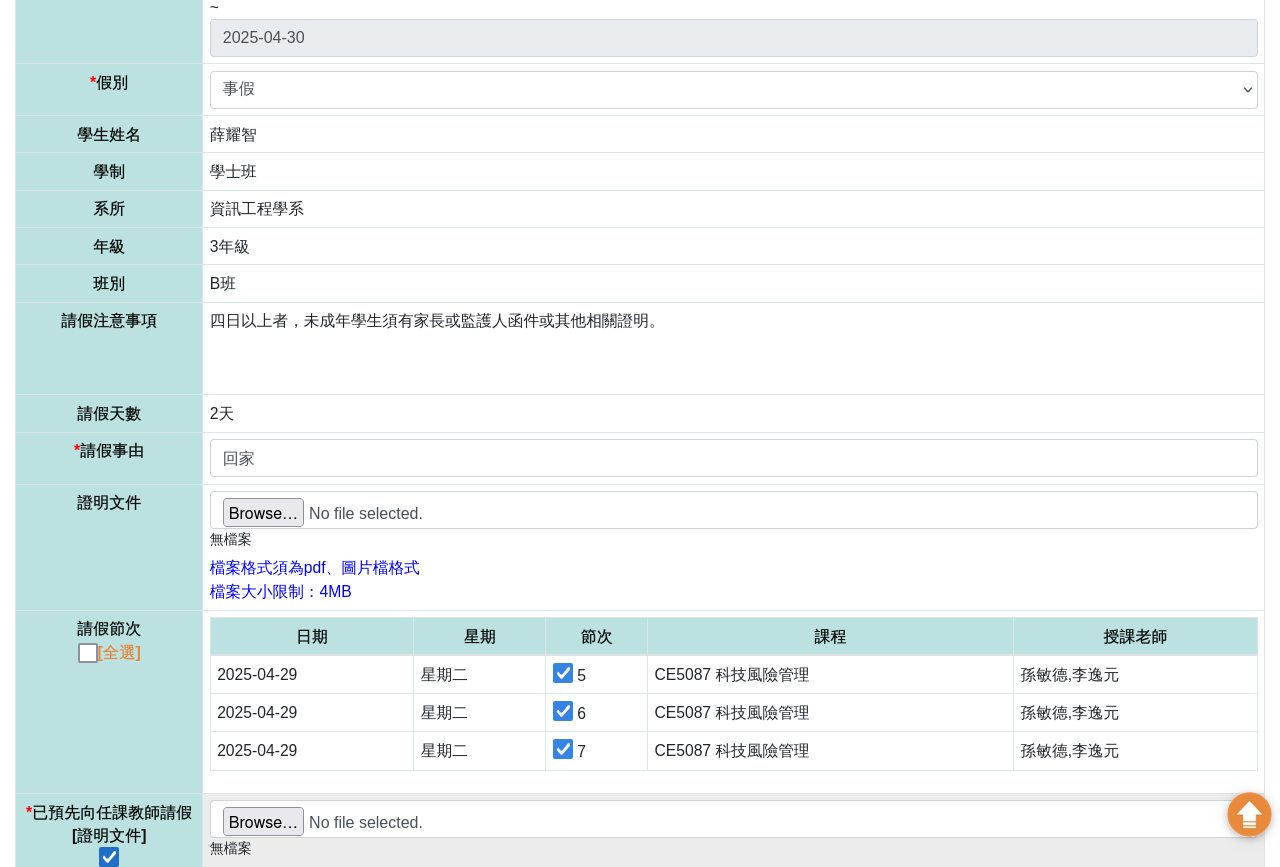 ~
2025-04-30
*假別 事假
學生姓名 薛耀智
學制 學士班
系所 資訊工程學系
年級 3年級
班別 B班
請假注意事項 四日以上者，未成年學生須有家長或監護人函件或其他相關證明。
請假天數 2天
*請假事由 回家
證明文件 Browse… No file selected.
無檔案
檔案格式須為pdf、圖片檔格式
檔案大小限制：4MB
請假節次
[全選]
日期 星期 節次 課程 授課老師
2025-04-29 星期二 5 CE5087 科技風險管理 孫敏德,李逸元
2025-04-29 星期二 6 CE5087 科技風險管理 孫敏德,李逸元
2025-04-29 星期二 7 CE5087 科技風險管理 孫敏德,李逸元
*已預先向任課教師請假
[證明文件]
Browse… No file selected.
無檔案